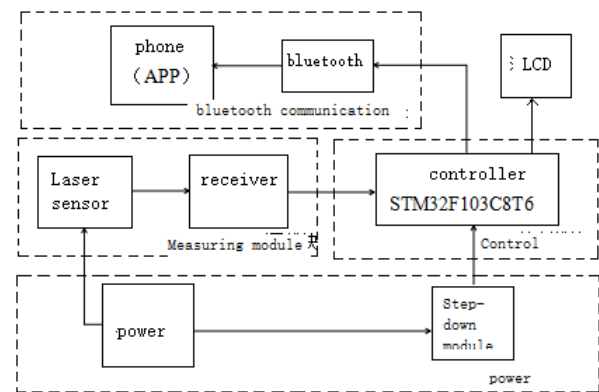 phone
（APP）
bluetooth
LCD
bluetooth communication
Laser
sensor
receiver
controller
STM32F103C8T6
Measuring module
Control
power
Step-
down
module
power